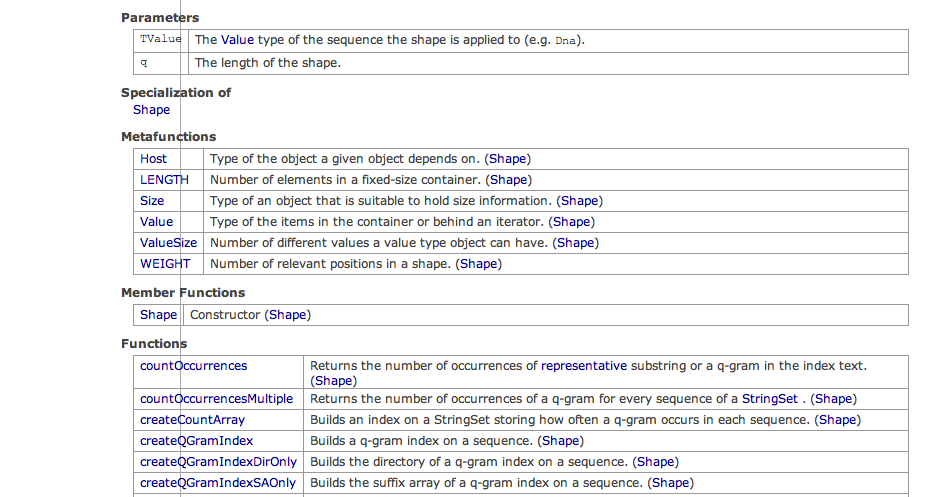 Parameters
TValue The Value type of the sequence the shape is applied to (e.g. Dna).
q The length of the shape.
Specialization of
Shape
Metafunctions
Host Type of the object a given object depends on. (Shape)
LENGTH Number of elements in a fixed-size container. (Shape)
Size Type of an object that is suitable to hold size information. (Shape)
Value Type of the items in the container or behind an iterator. (Shape)
ValueSize Number of different values a value type object can have. (Shape)
WEIGHT Number of relevant positions in a shape. (Shape)
Member Functions
Shape Constructor (Shape)
Functions
countOccurrences Returns the number of occurrences of representative substring or a q-gram in the index text.
(Shape)
countOccurrencesMultiple Returns the number of occurrences of a q-gram for every sequence of a StringSet . (Shape)
createCountArray Builds an index on a StringSet storing how often a q-gram occurs in each sequence. (Shape)
createQGramIndex Builds a q-gram index on a sequence. (Shape)
createQGramIndexDirOnly Builds the directory of a q-gram index on a sequence. (Shape)
createQGramIndexSAOnly Builds the suffix array of a q-gram index on a sequence. (Shape)